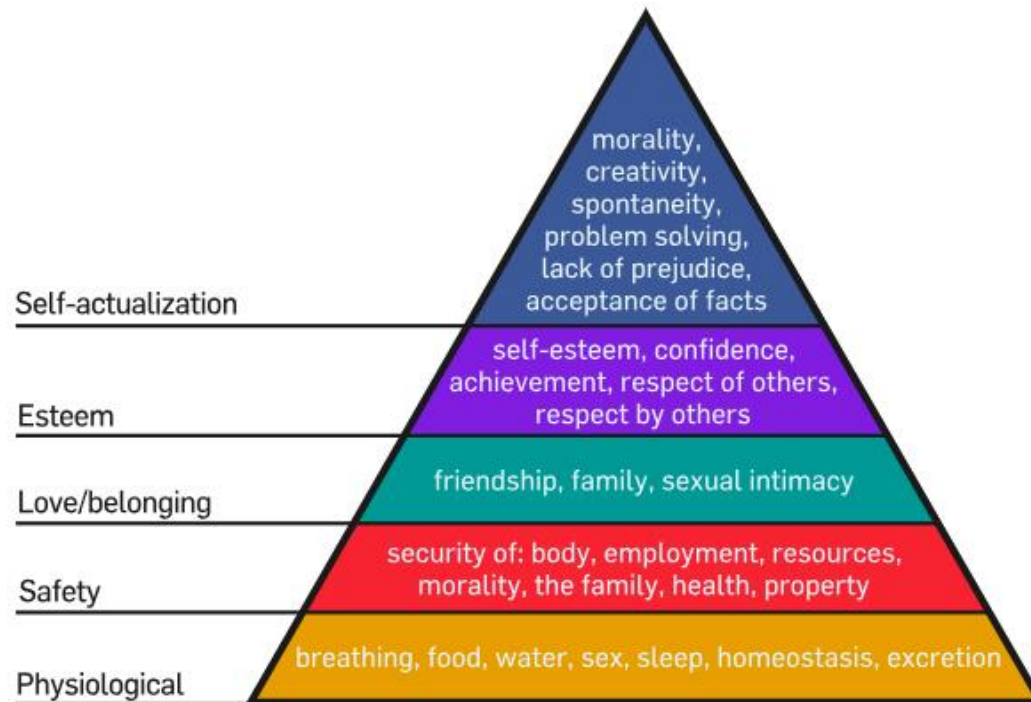 morality,
creativity,
spontaneity,
problem solving,
lack of prejudice,
acceptance of facts
Self-actualization
self-esteem, confidence,
achievement, respect of others,
respect by others
Esteem
friendship, family, sexual intimacy
Love/belonging
security of: body, employment, resources,
morality, the family, health, property
Safety
breathing, food, water, sex, sleep, homeostasis, excretion
Physiological